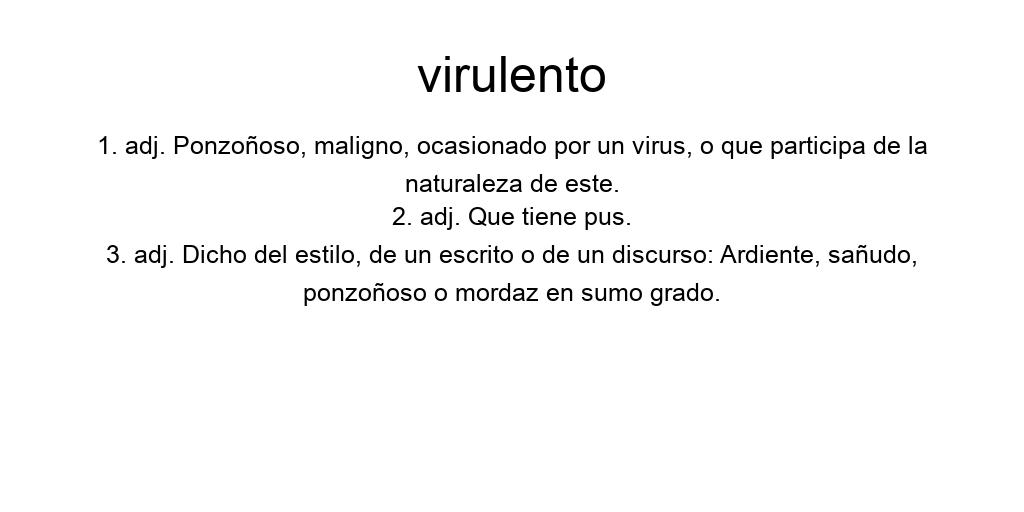 virulento
1. adj. Ponzoñoso, maligno, ocasionado por un virus, o que participa de la
naturaleza de este.
2. adj. Que tiene pus.
3. adj. Dicho del estilo, de un escrito o de un discurso: Ardiente, sañudo,
ponzoñoso o mordaz en sumo grado.